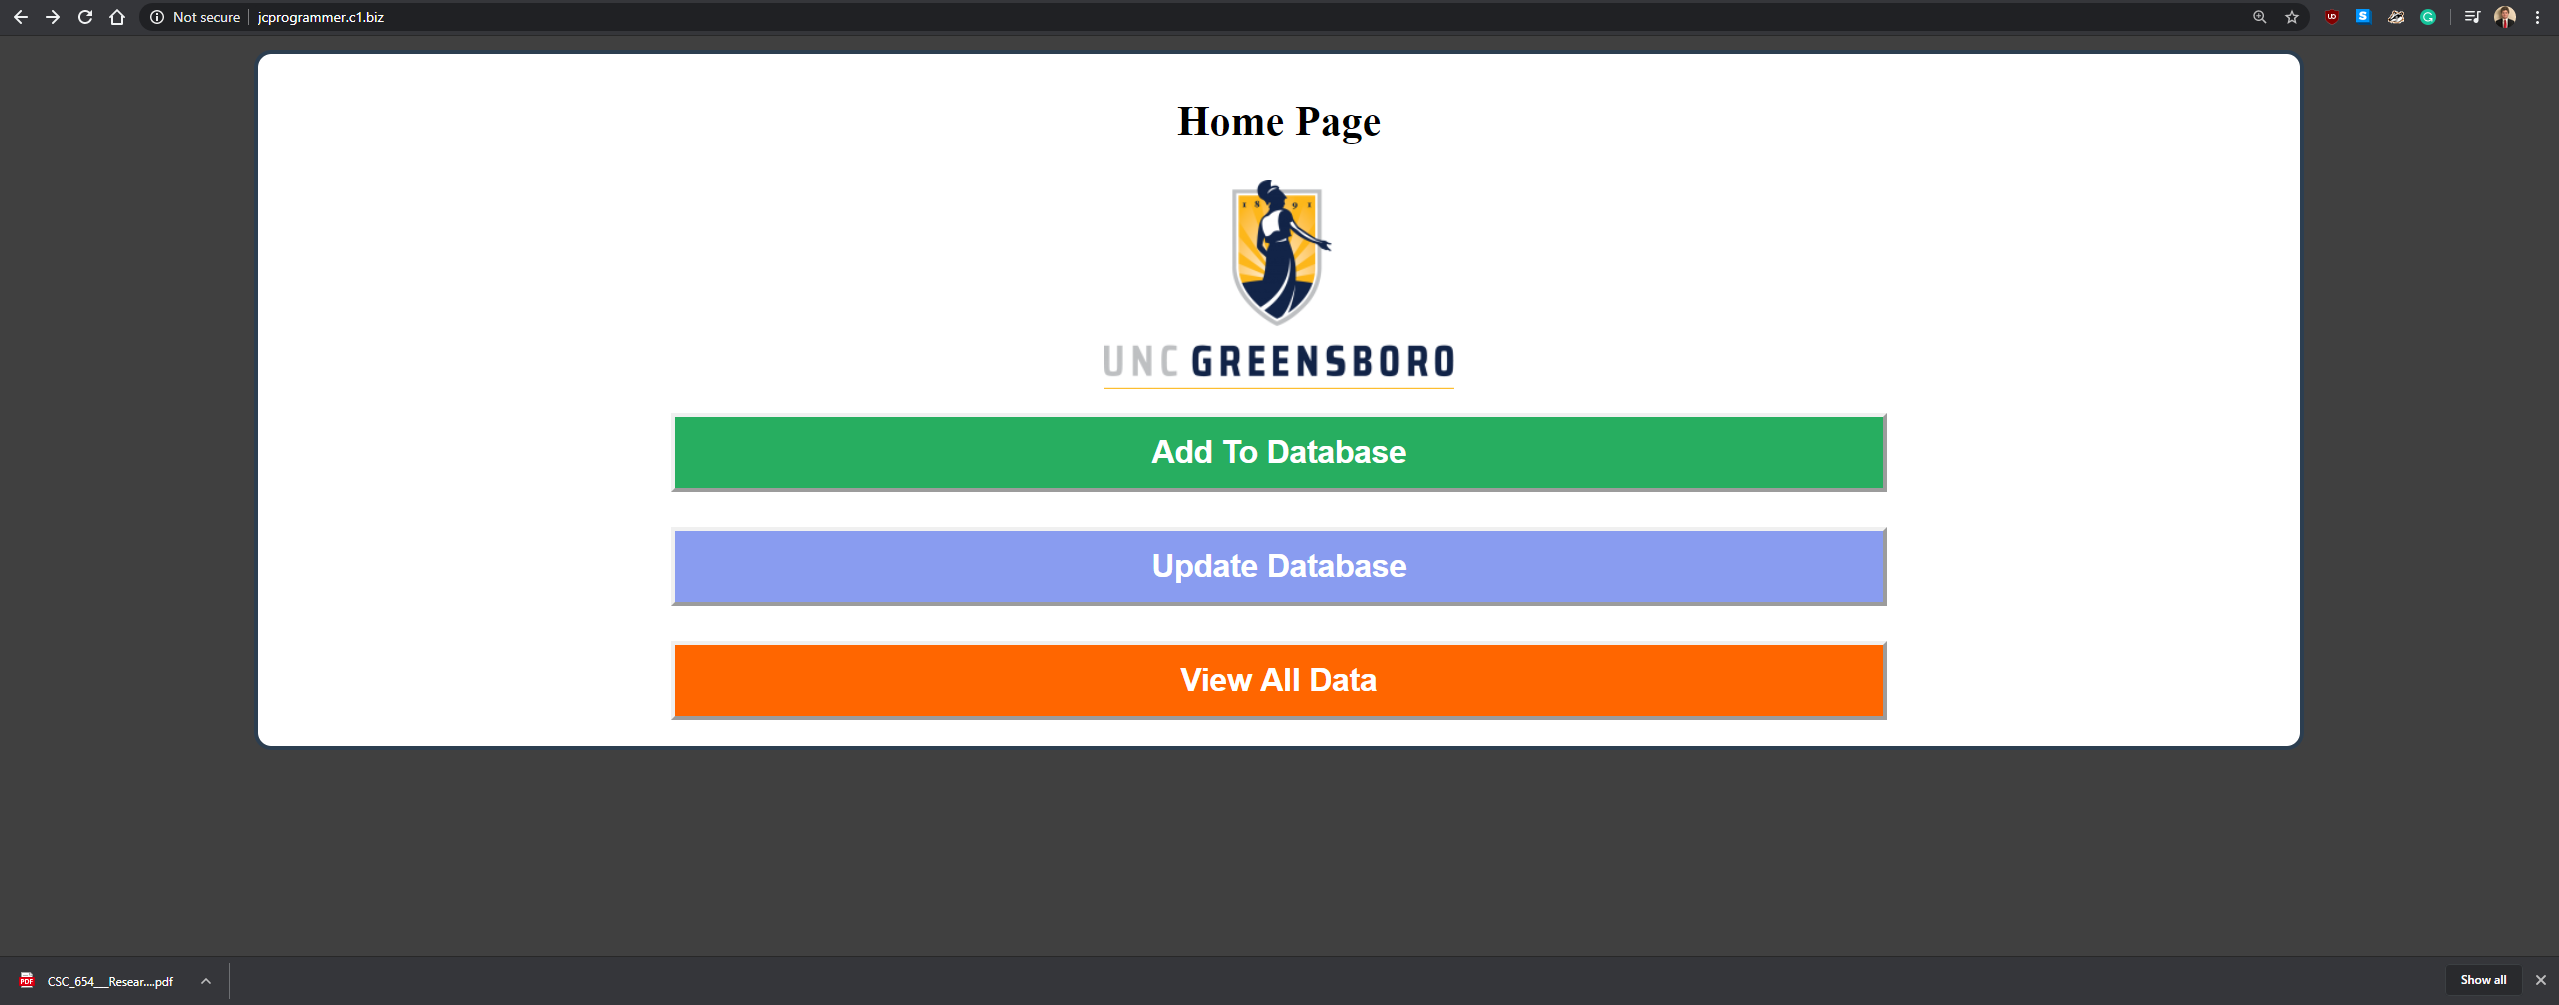 Not secure
jcprogrammer.c1.biz
Home Page
1 8 9 1
UNC GREENSBORO
Add To Database
Update Database
View All Data
PDF
CSC_654__Resear....pdf
Show all